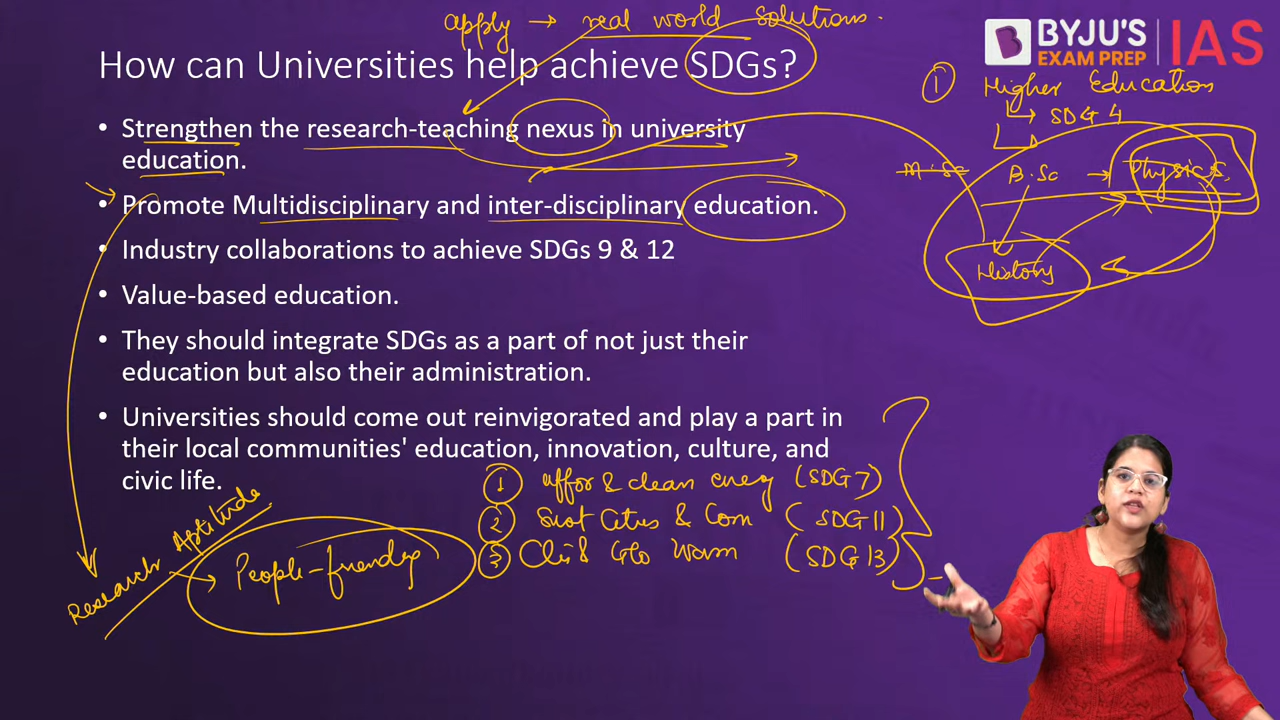 apply → real world solutions.
BYJU'S
EXAM PREP
IAS
How can Universities help achieve SDGs?
① Higher Education
↳ SDG 4
• Strengthen the research-teaching nexus in university
education.
M.Sc
B.Sc → Physics
• Promote Multidisciplinary and inter-disciplinary education.
• Industry collaborations to achieve SDGs 9 & 12
History
• Value-based education.
• They should integrate SDGs as a part of not just their
education but also their administration.
• Universities should come out reinvigorated and play a part in
their local communities' education, innovation, culture, and
civic life.
① affor & clean energy (SDG 7)
② Cities & Com (SDG 11)
③ Glo Warm (SDG 13)
Research Aptitude
→ People-friendly